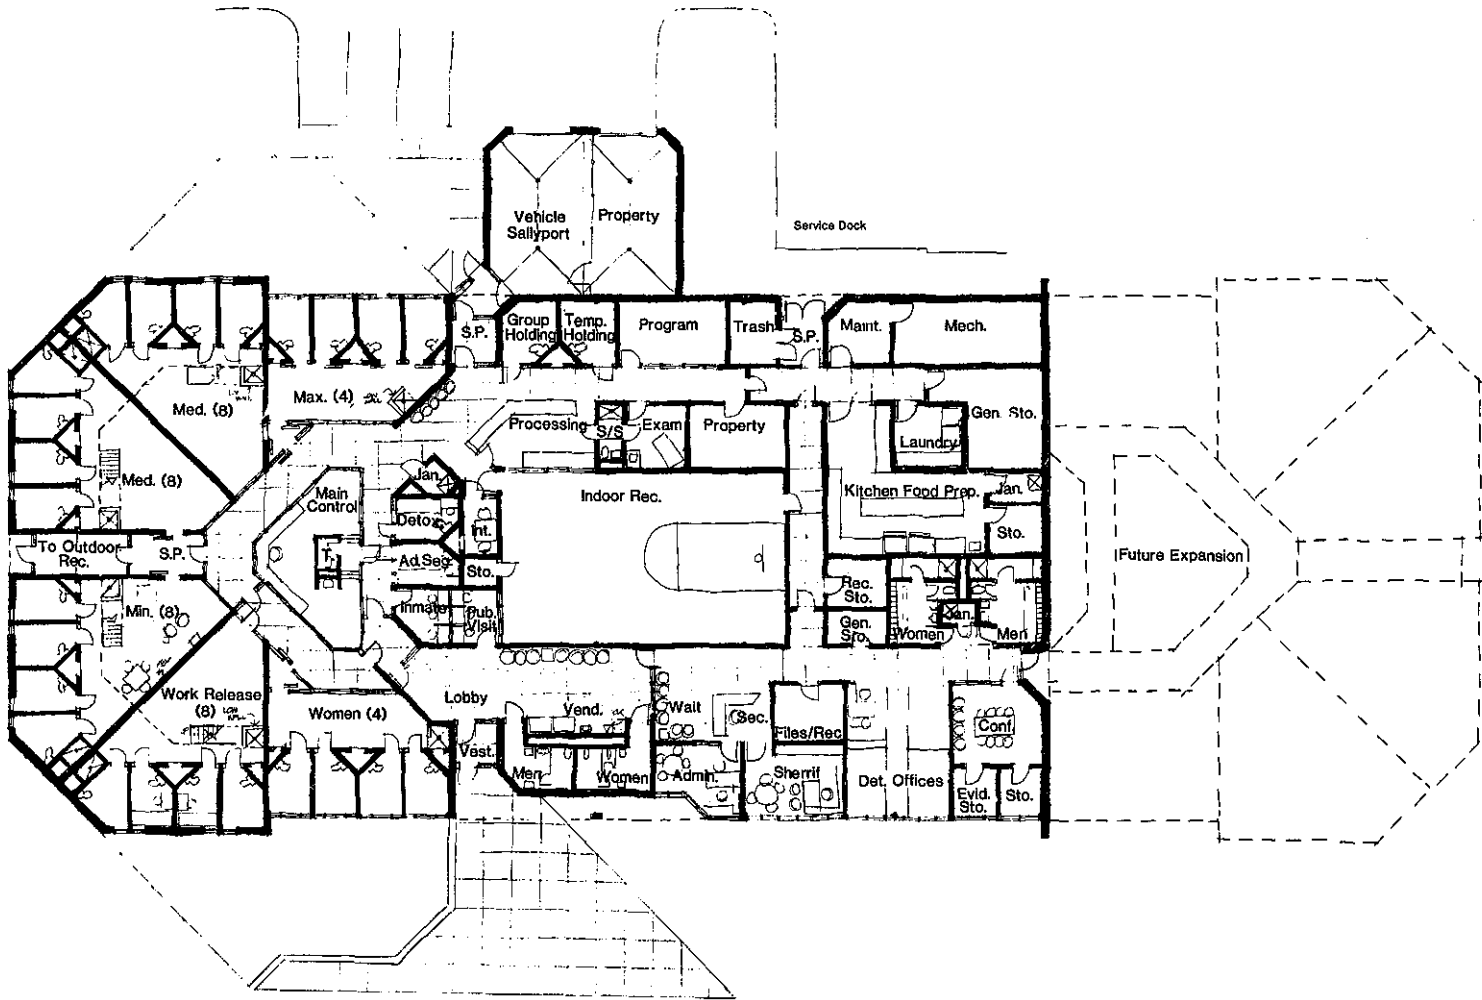 Service Dock
Vehicle
Sallyport
Property
S.P.
Group
Holding
Temp.
Holding
Program
Trash
S.P.
Maint.
Mech.
Med. (8)
Max. (4)
Processing
S/S
Exam
Property
Gen. Sto.
Laundry
Med. (8)
Main
Control
Jan.
Indoor Rec.
Kitchen Food Prep.
Jan.
Detox
Int.
Sto.
To Outdoor
Rec.
S.P.
T.
Ad.Seg.
Sto.
Future Expansion
Min. (8)
Inmate
Pub.
Visit
Rec.
Sto.
Gen.
Sto.
Women
Jan.
Men
Work Release
(8)
Women (4)
Lobby
Vend.
Wait
Sec.
Files/Rec.
Conf.
Vest.
Men
Women
Admin.
Sherrif
Det. Offices
Evid.
Sto.
Sto.